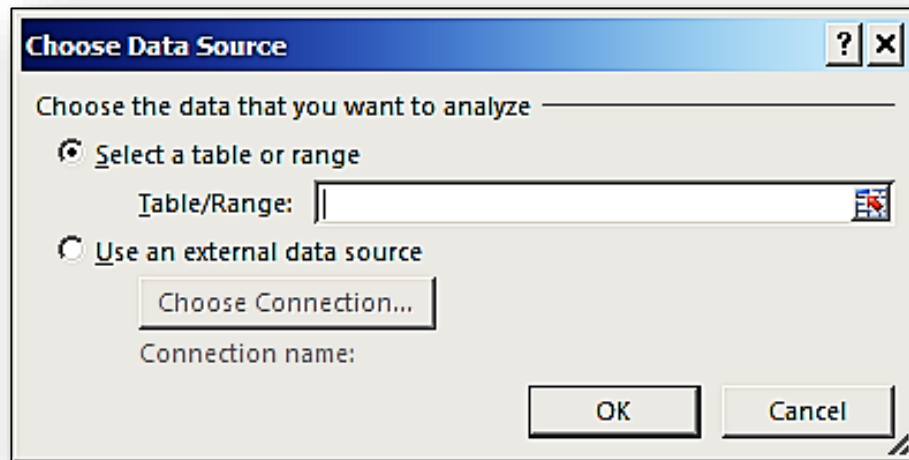 Choose Data Source
Choose the data that you want to analyze
Select a table or range
Table/Range:
Use an external data source
Choose Connection...
Connection name:
OK Cancel